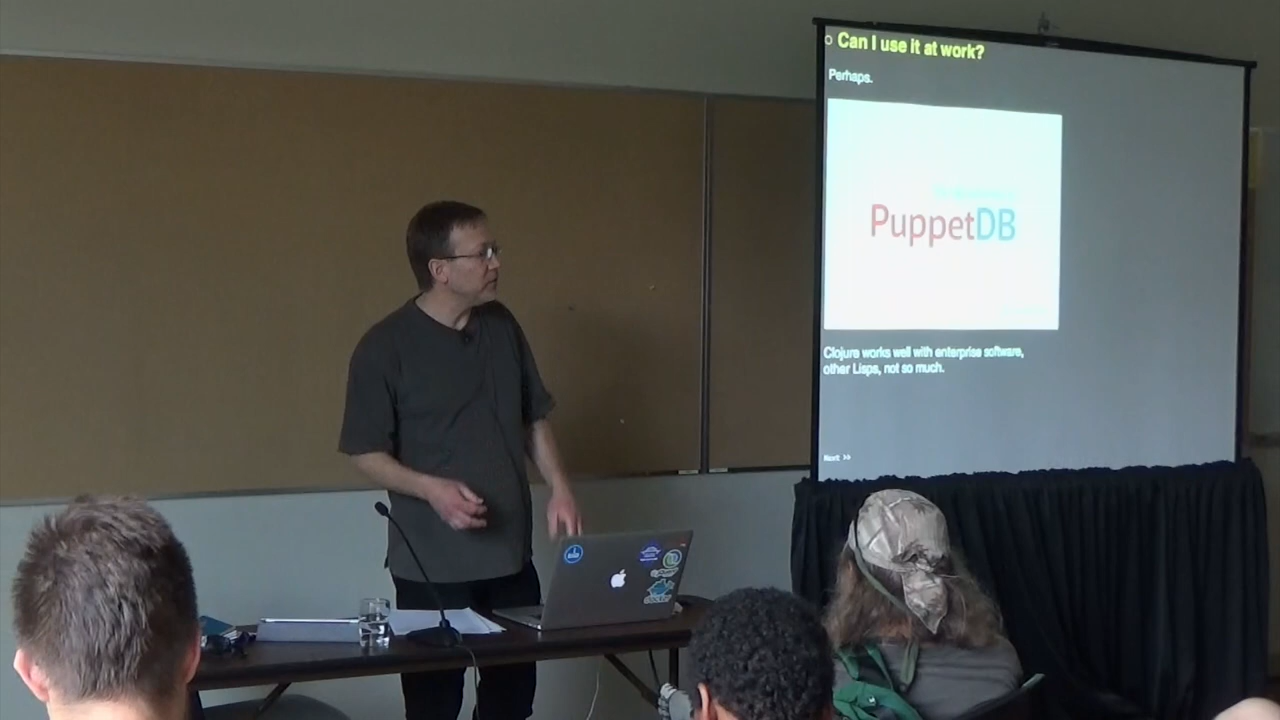 Can I use it at work?
Perhaps.
PuppetDB
Clojure works well with enterprise software,
other Lisps, not so much.
Next >>